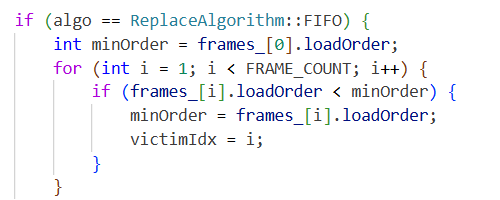 if (algo == ReplaceAlgorithm::FIFO) {
    int minOrder = frames_[0].loadOrder;
    for (int i = 1; i < FRAME_COUNT; i++) {
        if (frames_[i].loadOrder < minOrder) {
            minOrder = frames_[i].loadOrder;
            victimIdx = i;
        }
    }